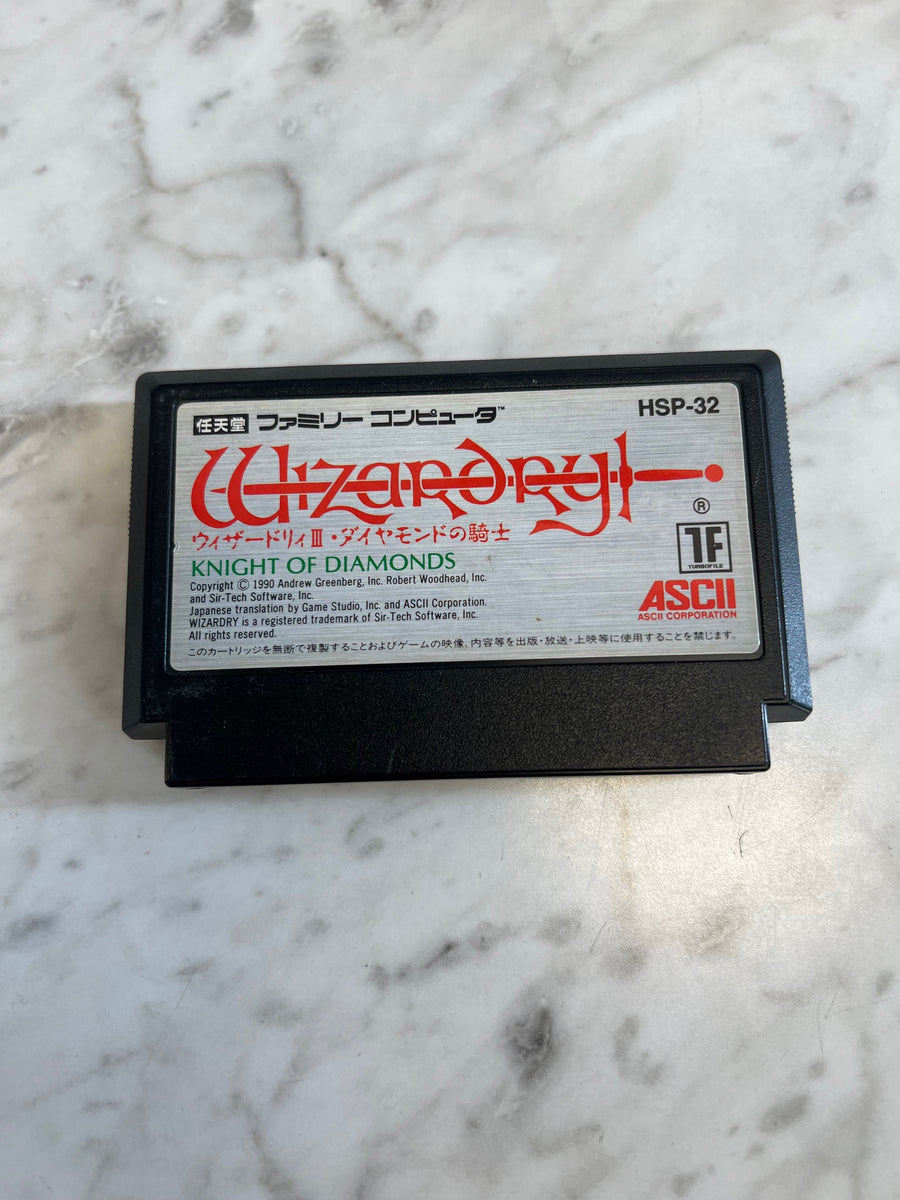 任天堂 ファミリー コンピュータ™
HSP-32
Wizardry
®
ウィザードリィⅢ・ダイヤモンドの騎士
KNIGHT OF DIAMONDS
TF
TURBOFILE
Copyright © 1990 Andrew Greenberg, Inc. Robert Woodhead, Inc.
and Sir-Tech Software, Inc.
Japanese translation by Game Studio, Inc. and ASCII Corporation.
WIZARDRY is a registered trademark of Sir-Tech Software, Inc.
All rights reserved.
ASCII
ASCII CORPORATION
このカートリッジを無断で複製することおよびゲームの映像、内容等を出版・放送・上映等に使用することを禁じます。